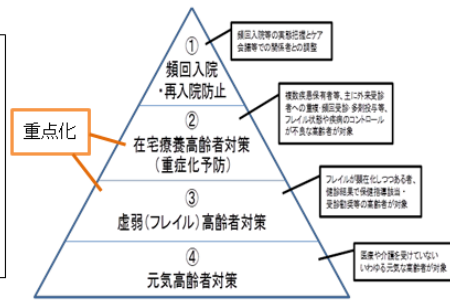 ①
頻回入院
・再入院防止
頻回入院等の実態把握とケア
会議等での関係者との調整
②
在宅療養高齢者対策
(重症化予防)
複数疾患保有者等、主に外来受診
者への重複・頻回受診・多剤投与等、
フレイル状態や疾病のコントロール
が不良な高齢者が対象
重点化
③
虚弱(フレイル)高齢者対策
フレイルが顕在化しつつある者、
健診結果で保健指導該当・
受診勧奨等の高齢者が対象
④
元気高齢者対策
医療や介護を受けていない
いわゆる元気な高齢者が対象